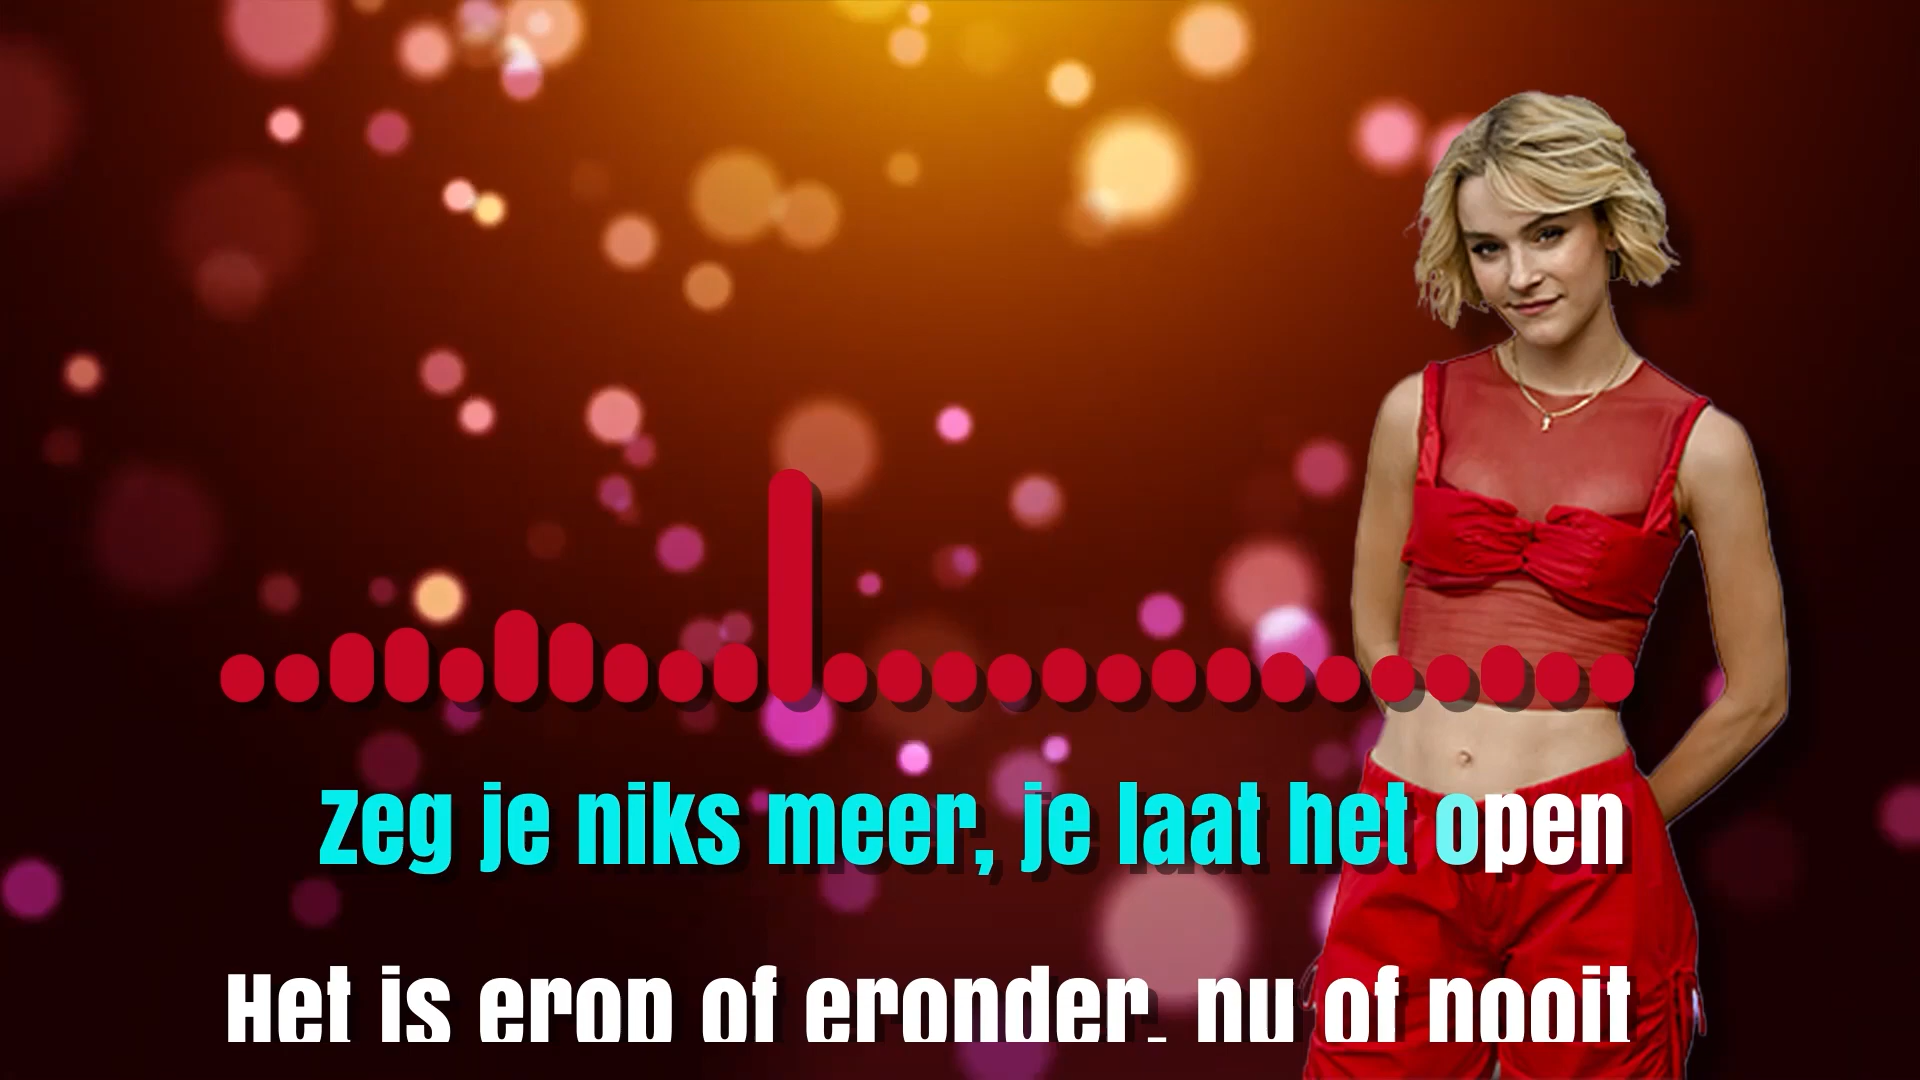 Zeg je niks meer, je laat het open
Het is erop of eronder, nu of nooit